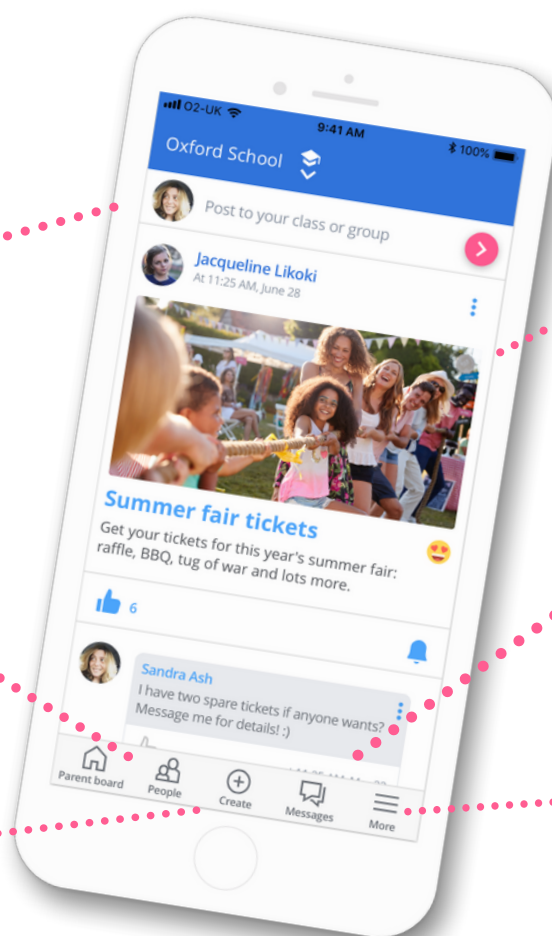 O2-UK
9:41 AM
100%
Oxford School
Post to your class or group
Jacqueline Likoki
At 11:25 AM, June 28
Summer fair tickets
Get your tickets for this year's summer fair:
raffle, BBQ, tug of war and lots more.
6
Sandra Ash
I have two spare tickets if anyone wants?
Message me for details! :)
Parent board
People
Create
Messages
More